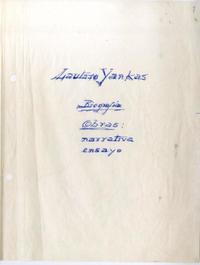 Lautaro Yankas
Biografía
Obras:
narrativa
ensayo